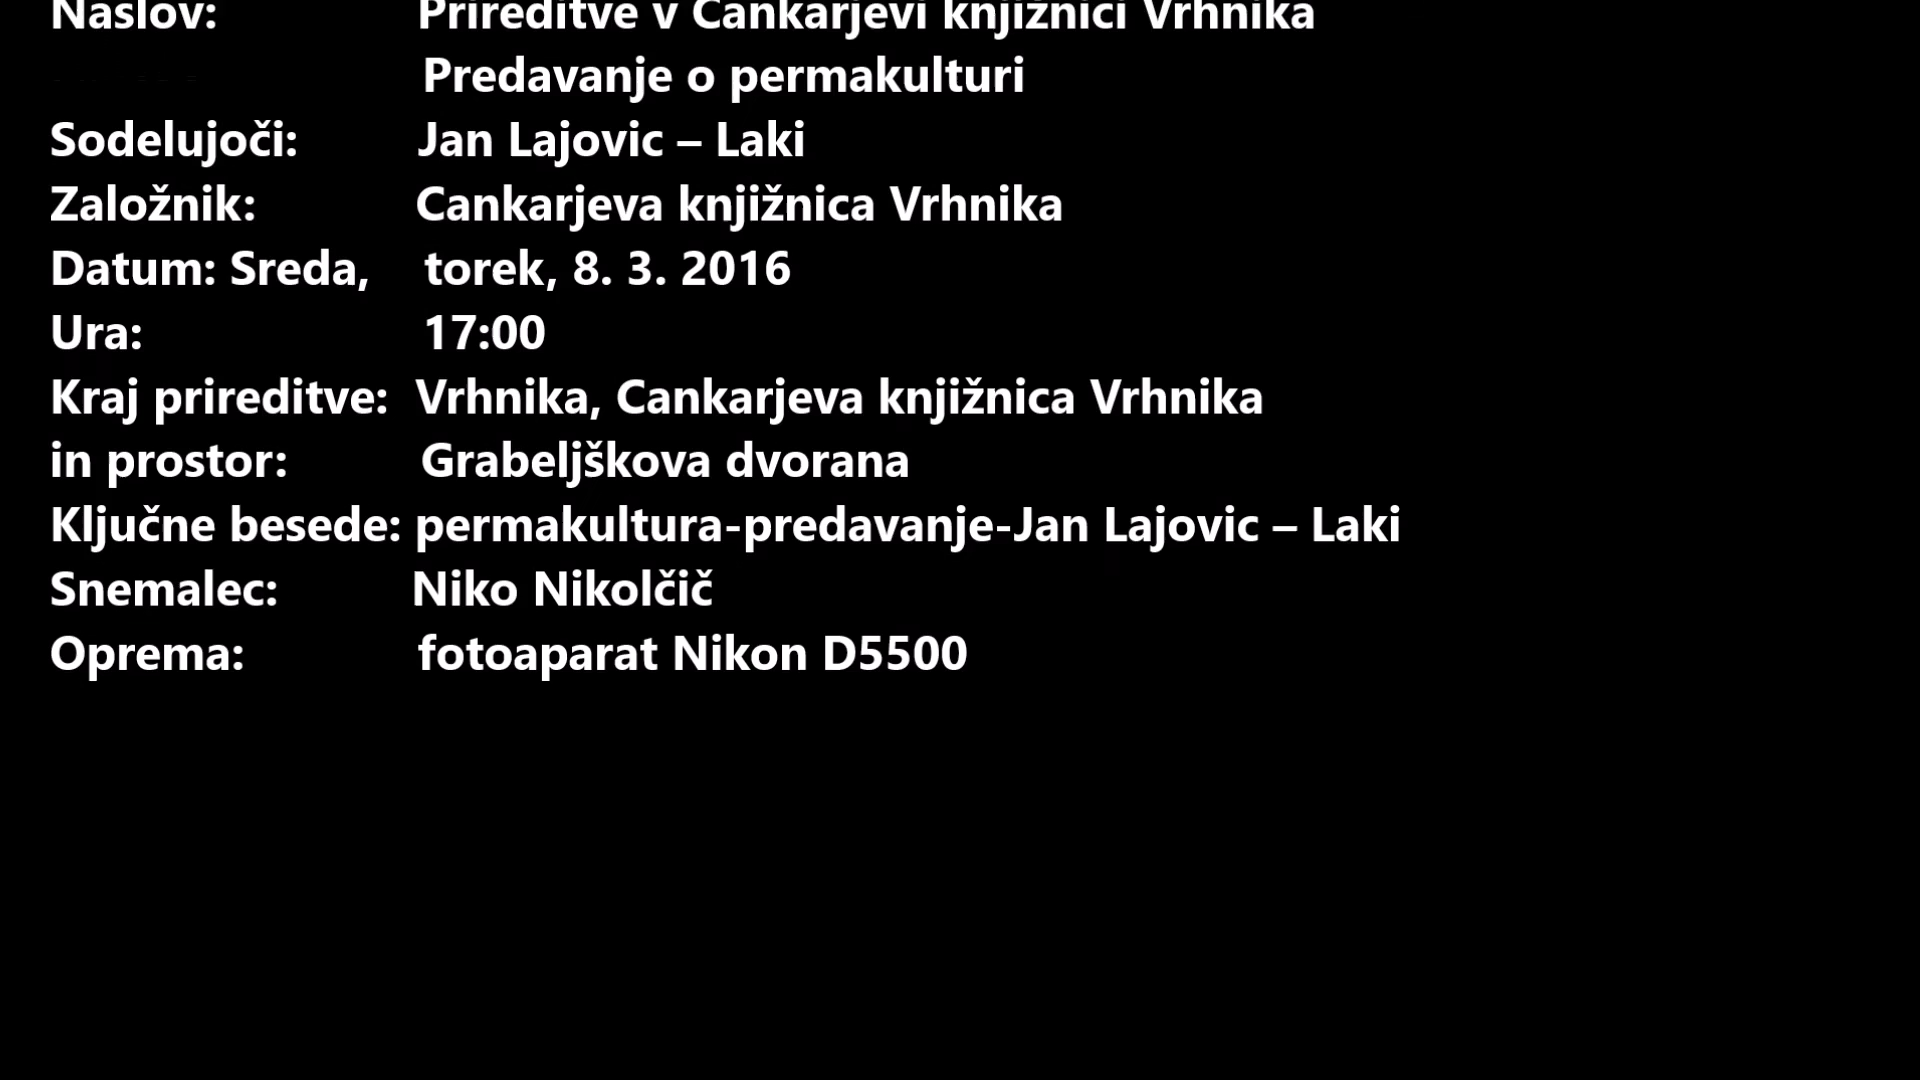 Naslov: Prireditve v Cankarjevi knjižnici Vrhnika
Predavanje o permakulturi
Sodelujoči: Jan Lajovic – Laki
Založnik: Cankarjeva knjižnica Vrhnika
Datum: Sreda, torek, 8. 3. 2016
Ura: 17:00
Kraj prireditve: Vrhnika, Cankarjeva knjižnica Vrhnika
in prostor: Grabeljškova dvorana
Ključne besede: permakultura-predavanje-Jan Lajovic – Laki
Snemalec: Niko Nikolčič
Oprema: fotoaparat Nikon D5500